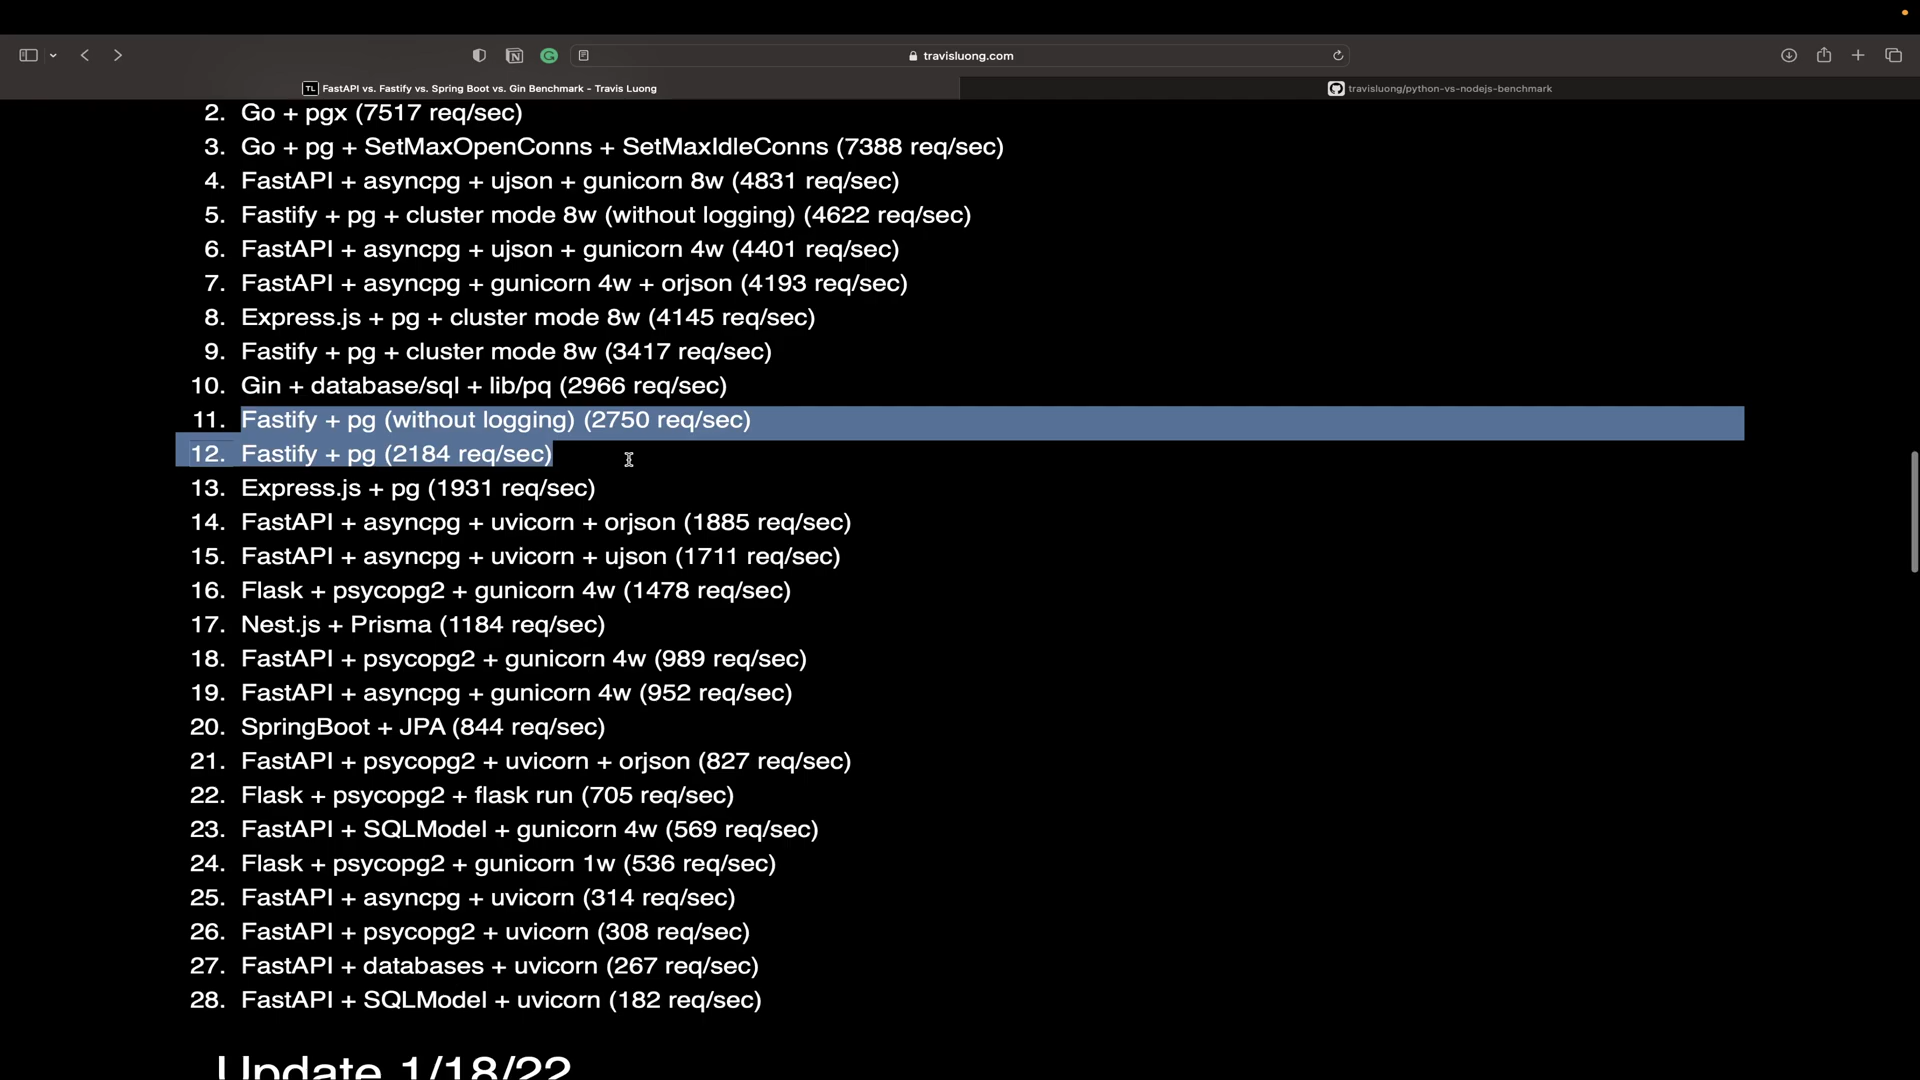 travisluong.com
TL FastAPI vs. Fastify vs. Spring Boot vs. Gin Benchmark - Travis Luong
travisluong/python-vs-nodejs-benchmark
2. Go + pgx (7517 req/sec)
3. Go + pg + SetMaxOpenConns + SetMaxIdleConns (7388 req/sec)
4. FastAPI + asyncpg + ujson + gunicorn 8w (4831 req/sec)
5. Fastify + pg + cluster mode 8w (without logging) (4622 req/sec)
6. FastAPI + asyncpg + ujson + gunicorn 4w (4401 req/sec)
7. FastAPI + asyncpg + gunicorn 4w + orjson (4193 req/sec)
8. Express.js + pg + cluster mode 8w (4145 req/sec)
9. Fastify + pg + cluster mode 8w (3417 req/sec)
10. Gin + database/sql + lib/pq (2966 req/sec)
11. Fastify + pg (without logging) (2750 req/sec)
12. Fastify + pg (2184 req/sec)
13. Express.js + pg (1931 req/sec)
14. FastAPI + asyncpg + uvicorn + orjson (1885 req/sec)
15. FastAPI + asyncpg + uvicorn + ujson (1711 req/sec)
16. Flask + psycopg2 + gunicorn 4w (1478 req/sec)
17. Nest.js + Prisma (1184 req/sec)
18. FastAPI + psycopg2 + gunicorn 4w (989 req/sec)
19. FastAPI + asyncpg + gunicorn 4w (952 req/sec)
20. SpringBoot + JPA (844 req/sec)
21. FastAPI + psycopg2 + uvicorn + orjson (827 req/sec)
22. Flask + psycopg2 + flask run (705 req/sec)
23. FastAPI + SQLModel + gunicorn 4w (569 req/sec)
24. Flask + psycopg2 + gunicorn 1w (536 req/sec)
25. FastAPI + asyncpg + uvicorn (314 req/sec)
26. FastAPI + psycopg2 + uvicorn (308 req/sec)
27. FastAPI + databases + uvicorn (267 req/sec)
28. FastAPI + SQLModel + uvicorn (182 req/sec)
Update 1/18/22